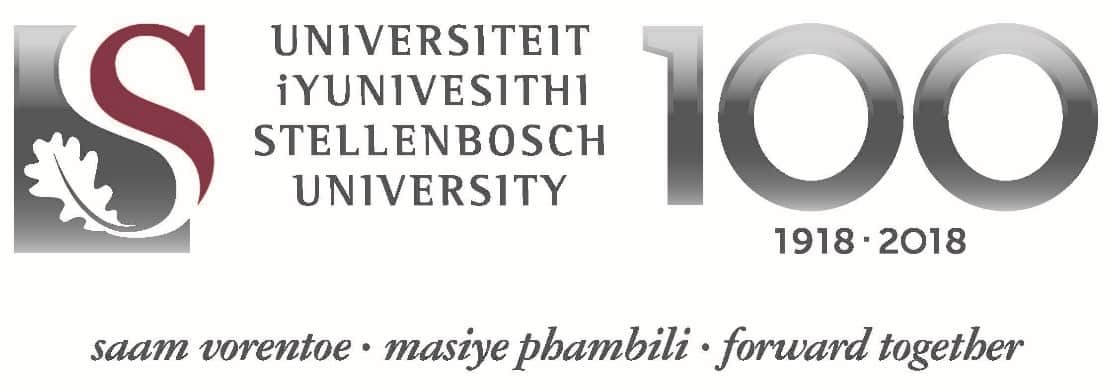 S
UNIVERSITEIT
iYUNIVESITHI
STELLENBOSCH
UNIVERSITY
100
1918 · 2018
saam vorentoe · masiye phambili · forward together